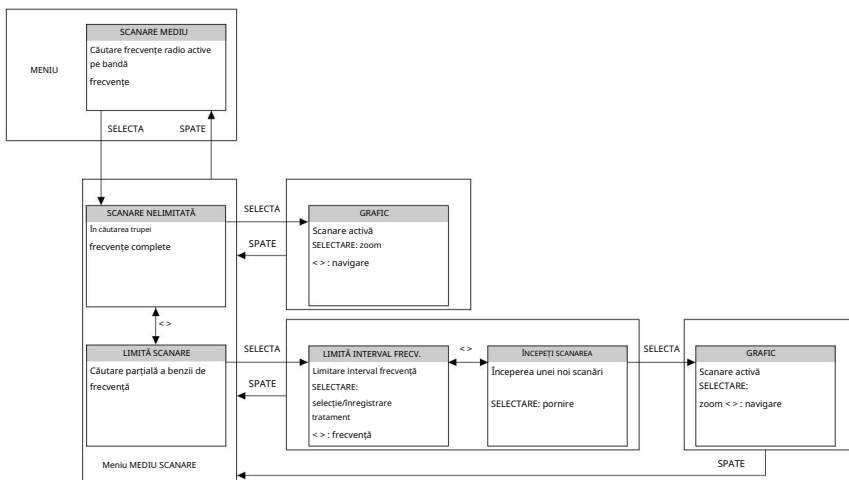 SCANARE MEDIU
Căutare frecvențe radio active
pe bandă
frecvențe
MENIU
SELECTA
SPATE
SCANARE NELIMITATĂ
În căutarea trupei
frecvențe complete
SELECTA
SPATE
GRAFIC
Scanare activă
SELECTARE: zoom
< > : navigare
< >
LIMITĂ SCANARE
Căutare parțială a benzii de
frecvență
SELECTA
SPATE
LIMITĂ INTERVAL FRECV.
Limitare interval frecvență
SELECTARE:
selecție/înregistrare
tratament
< > : frecvență
< >
ÎNCEPEȚI SCANAREA
Începerea unei noi scanări
SELECTARE: pornire
SELECTA
GRAFIC
Scanare activă
SELECTARE:
zoom < > : navigare
Meniu MEDIU SCANARE
SPATE